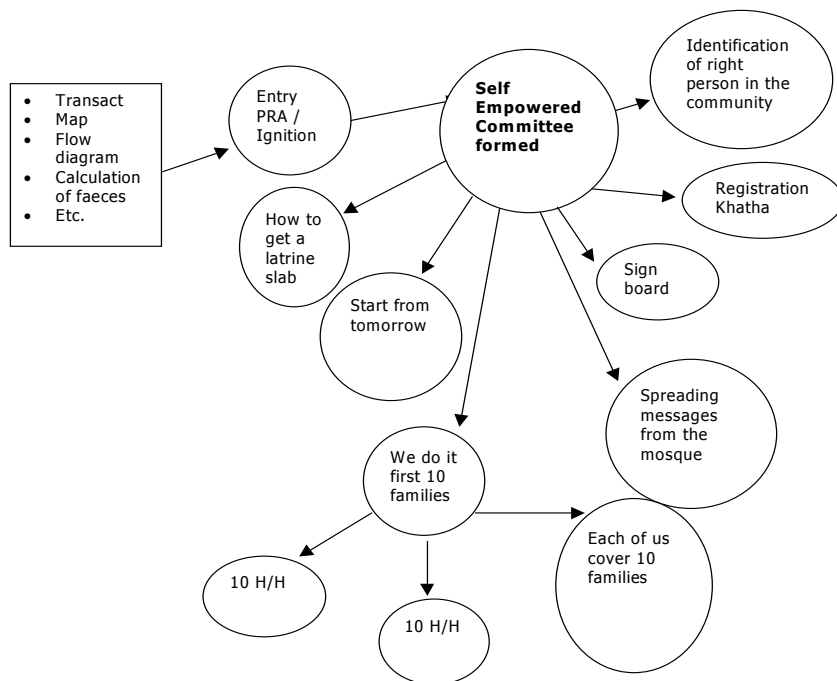 Identification
of right
person in the
community
Self
Empowered
Committee
formed
Entry
PRA /
Ignition
• Transact
• Map
• Flow
diagram
• Calculation
of faeces
• Etc.
Registration
Khatha
How to
get a
latrine
slab
Sign
board
Start from
tomorrow
Spreading
messages
from the
mosque
We do it
first 10
families
Each of us
cover 10
families
10 H/H
10 H/H